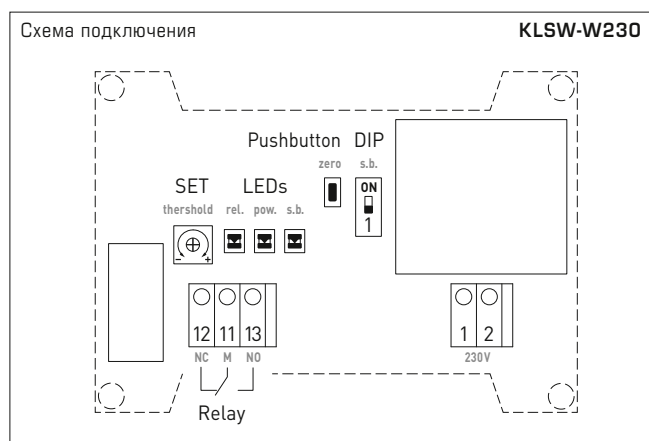 Схема подключения KLSW-W230
Pushbutton DIP
zero s.b.
SET LEDs ON
thershold rel. pow. s.b.
1
- +
12 11 13 1 2
NC M NO 230V
Relay